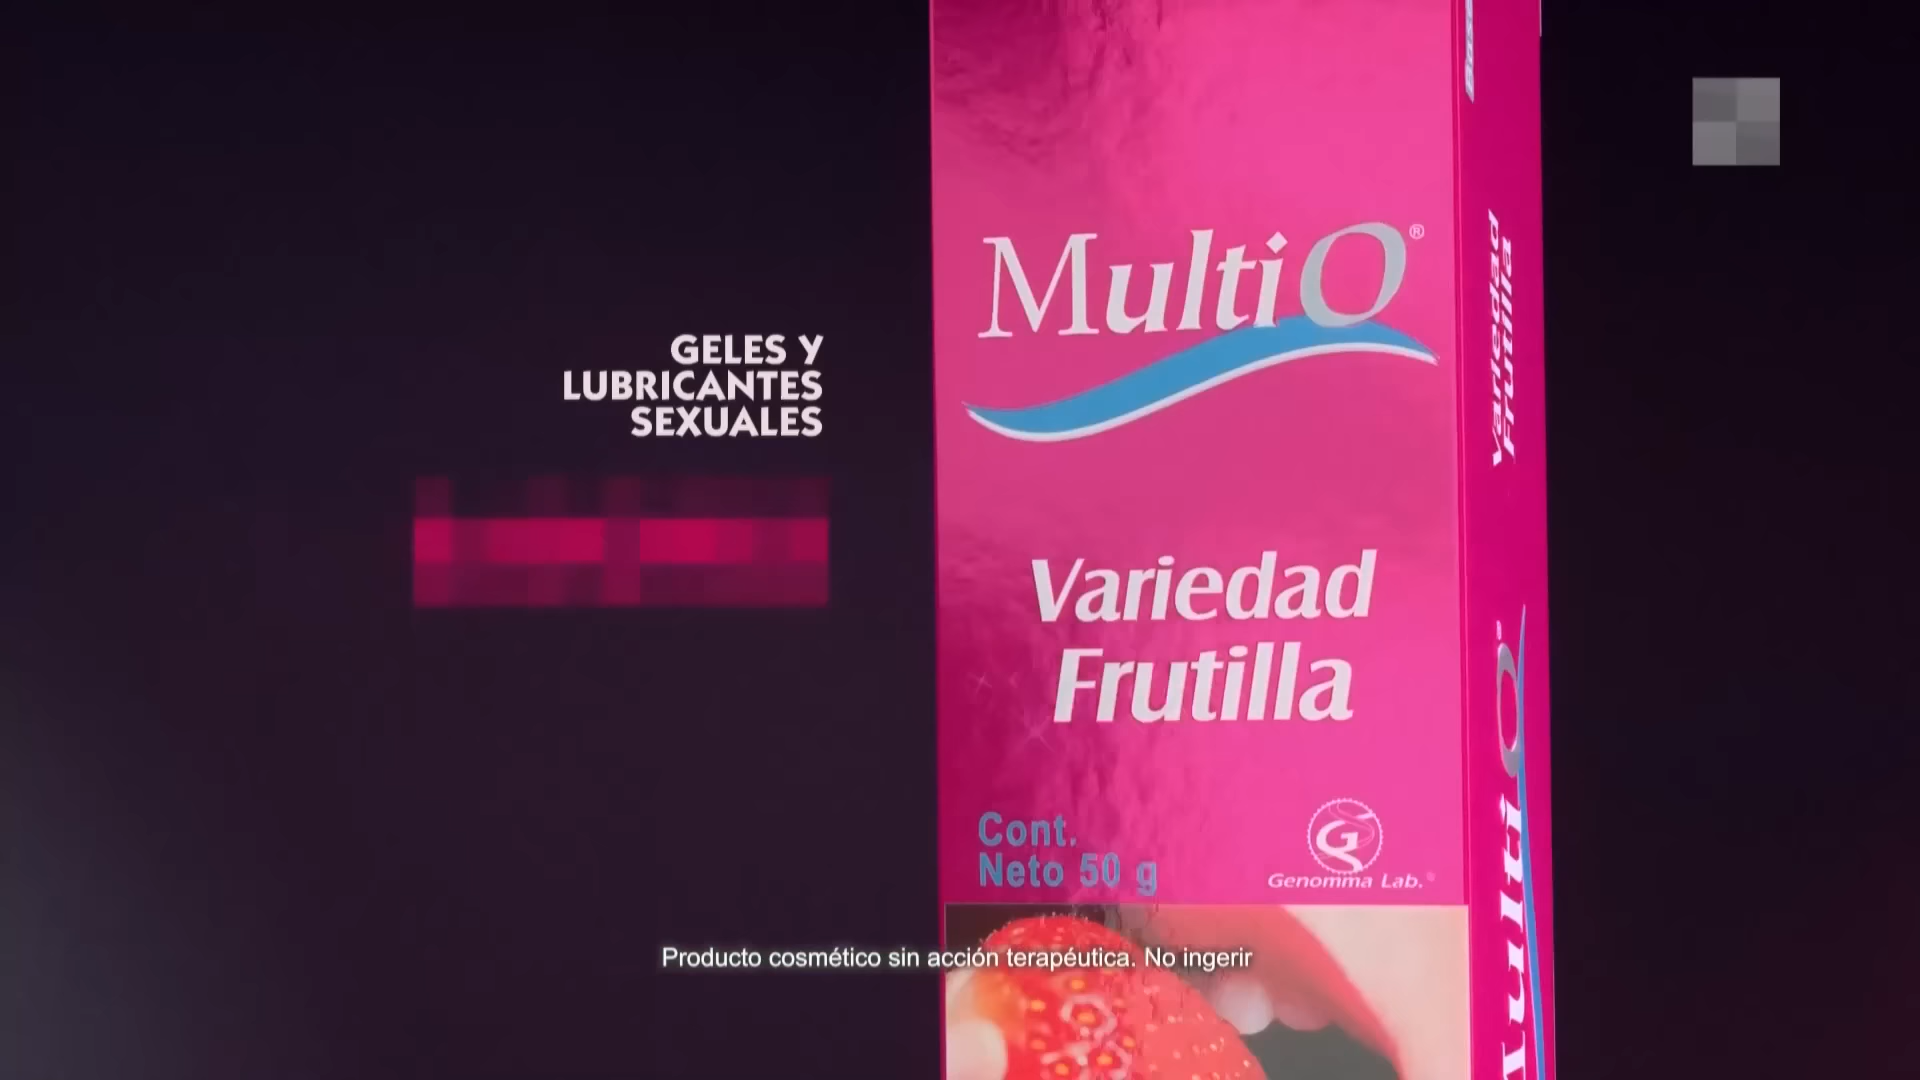 GELES Y
LUBRICANTES
SEXUALES
MultiO®
Variedad
Frutilla
Cont.
Neto 50 g
Genomma Lab.®
Variedad
Frutilla
MultiO®
Producto cosmético sin acción terapéutica. No ingerir